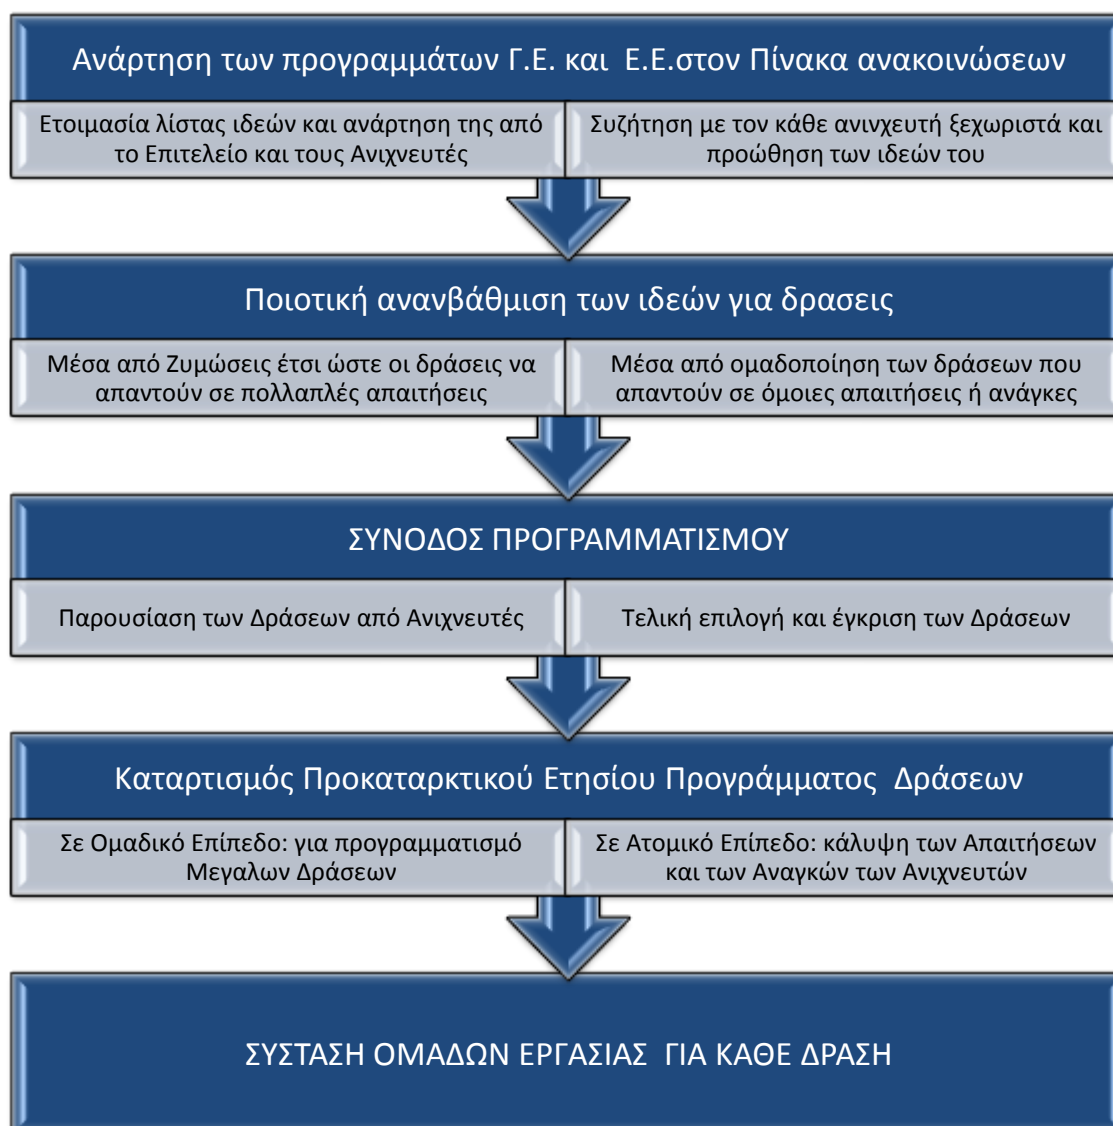 Ανάρτηση των προγραμμάτων Γ.Ε. και Ε.Ε.στον Πίνακα ανακοινώσεων
Ετοιμασία λίστας ιδεών και ανάρτηση της από
το Επιτελείο και τους Ανιχνευτές
Συζήτηση με τον κάθε ανινχευτή ξεχωριστά και
προώθηση των ιδεών του
Ποιοτική ανανβάθμιση των ιδεών για δρασεις
Μέσα από Ζυμώσεις έτσι ώστε οι δράσεις να
απαντούν σε πολλαπλές απαιτήσεις
Μέσα από ομαδοποίηση των δράσεων που
απαντούν σε όμοιες απαιτήσεις ή ανάγκες
ΣΥΝΟΔΟΣ ΠΡΟΓΡΑΜΜΑΤΙΣΜΟΥ
Παρουσίαση των Δράσεων από Ανιχνευτές
Τελική επιλογή και έγκριση των Δράσεων
Καταρτισμός Προκαταρκτικού Ετησίου Προγράμματος Δράσεων
Σε Ομαδικό Επίπεδο: για προγραμματισμό
Μεγαλων Δράσεων
Σε Ατομικό Επίπεδο: κάλυψη των Απαιτήσεων
και των Αναγκών των Ανιχνευτών
ΣΥΣΤΑΣΗ ΟΜΑΔΩΝ ΕΡΓΑΣΙΑΣ ΓΙΑ ΚΑΘΕ ΔΡΑΣΗ